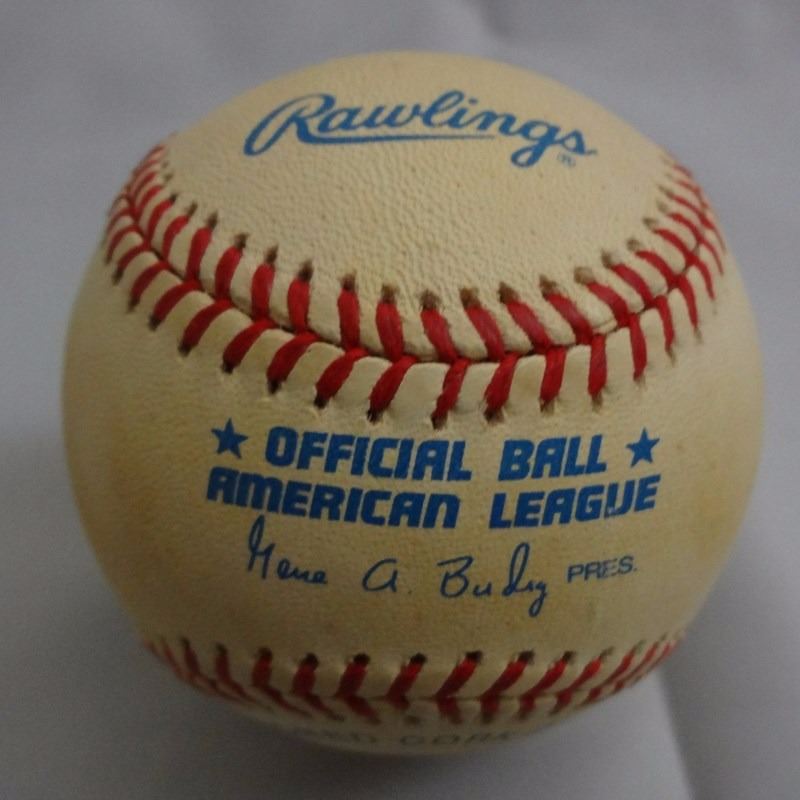 Rawlings®
★ OFFICIAL BALL ★
AMERICAN LEAGUE
Gene A. Budig PRES.